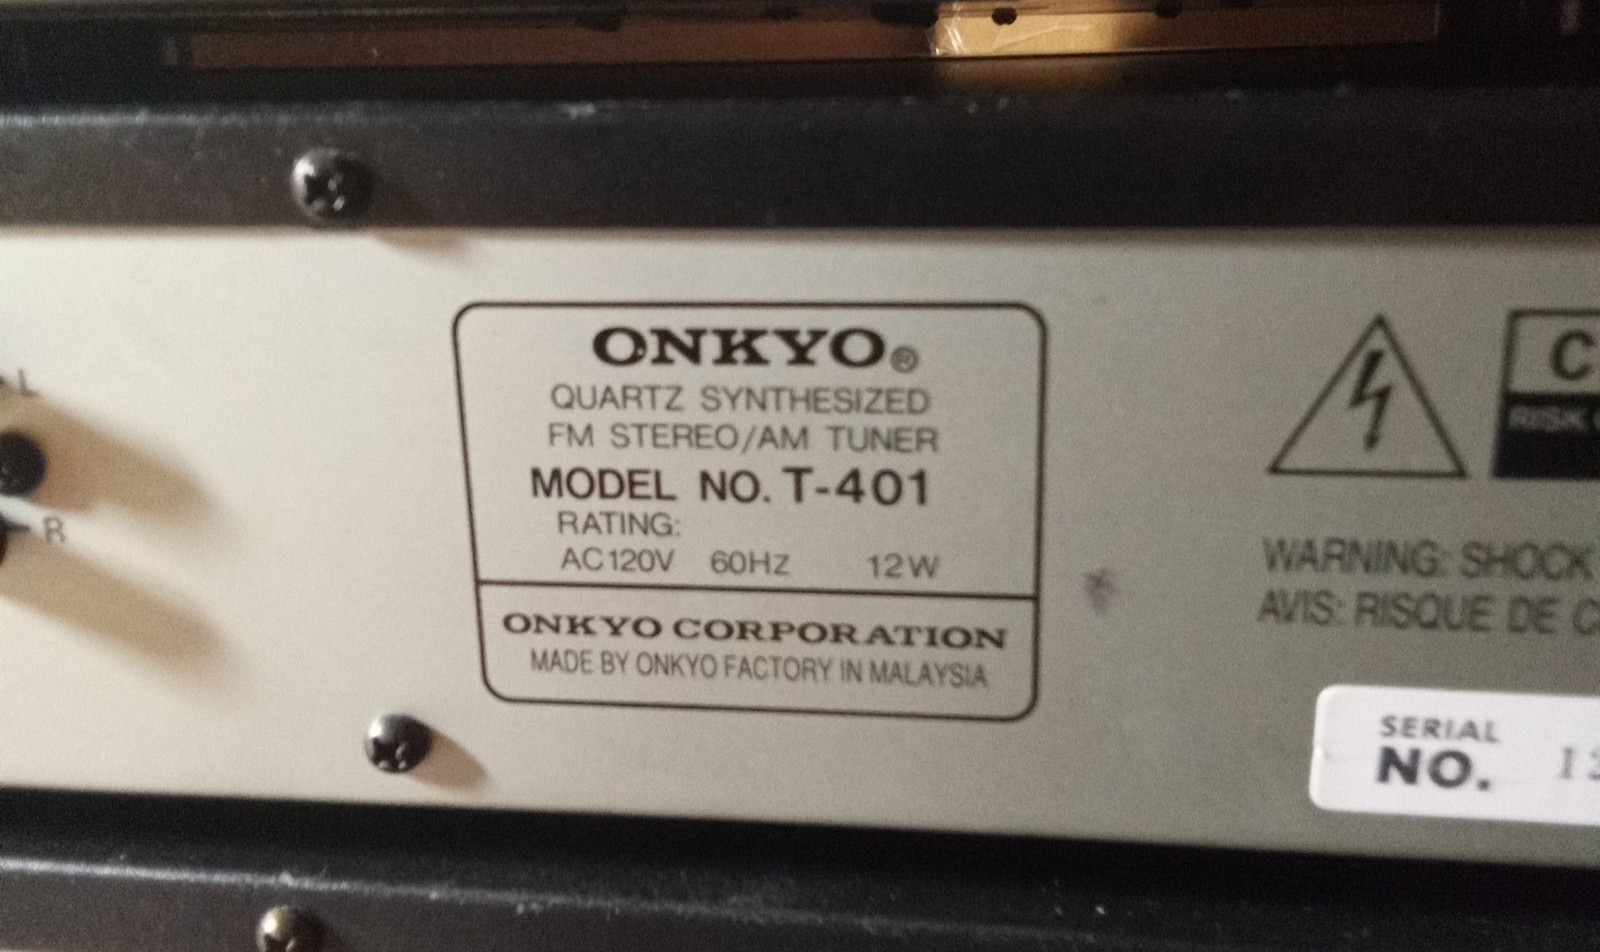 L
R
ONKYO®
QUARTZ SYNTHESIZED
FM STEREO/AM TUNER
MODEL NO. T-401
RATING:
AC120V 60Hz 12W
ONKYO CORPORATION
MADE BY ONKYO FACTORY IN MALAYSIA
C
RISK
WARNING: SHOCK
AVIS: RISQUE DE
SERIAL
NO.